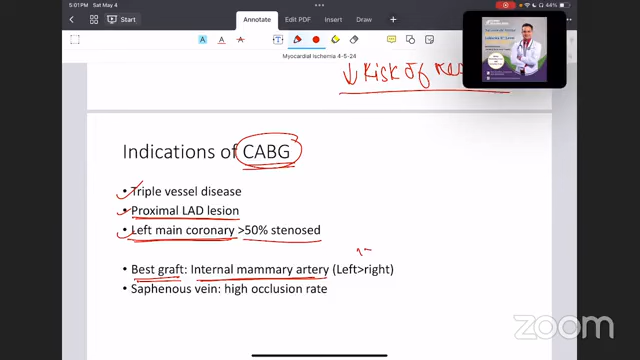 5:01 PM Sat May 4
44%
Annotate Edit PDF Insert Draw
Myocardial Ischemia 4-5-24
↓ Risk of
Indications of CABG
• Triple vessel disease
• Proximal LAD lesion
• Left main coronary >50% stenosed
• Best graft: Internal mammary artery (Left>right)
• Saphenous vein: high occlusion rate
zoom